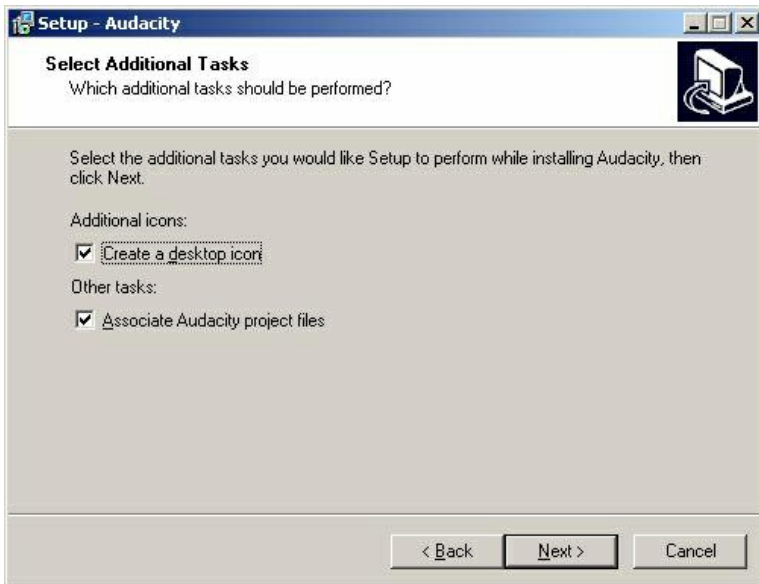 Setup - Audacity
Select Additional Tasks
Which additional tasks should be performed?
Select the additional tasks you would like Setup to perform while installing Audacity, then
click Next.
Additional icons:
Create a desktop icon
Other tasks:
Associate Audacity project files
< Back Next > Cancel